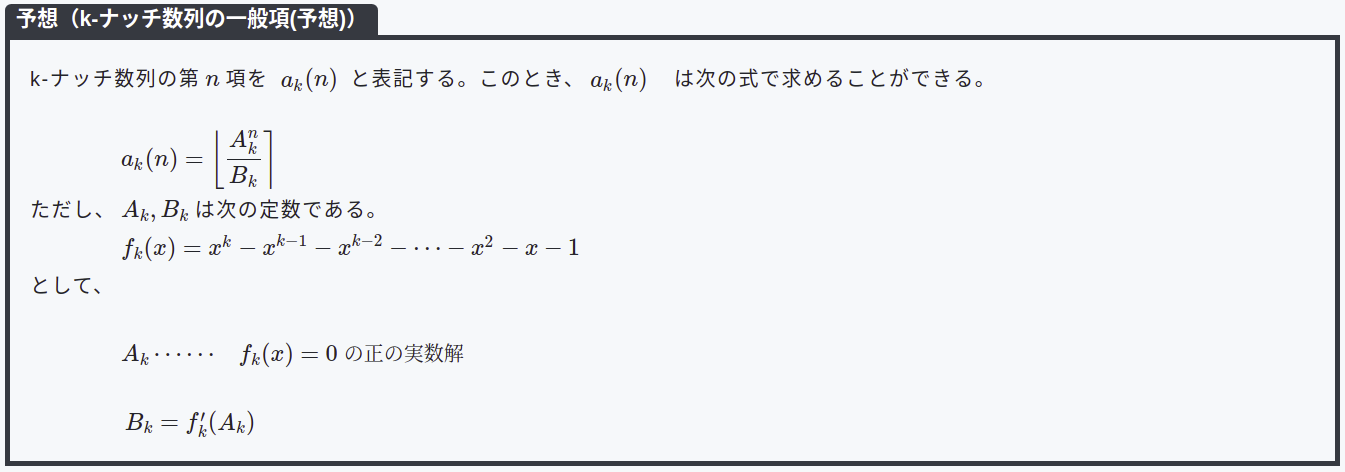 予想（k-ナッチ数列の一般項(予想)）
k-ナッチ数列の第 $n$ 項を $a_k(n)$ と表記する。このとき、 $a_k(n)$ は次の式で求めることができる。
$a_k(n) = \left\lfloor \dfrac{A_k^n}{B_k} \right\rceil$
ただし、 $A_k, B_k$ は次の定数である。
$f_k(x) = x^k - x^{k-1} - x^{k-2} - \cdots - x^2 - x - 1$
として、
$A_k \cdots\cdots \quad f_k(x) = 0$ の正の実数解
$B_k = f_k'(A_k)$